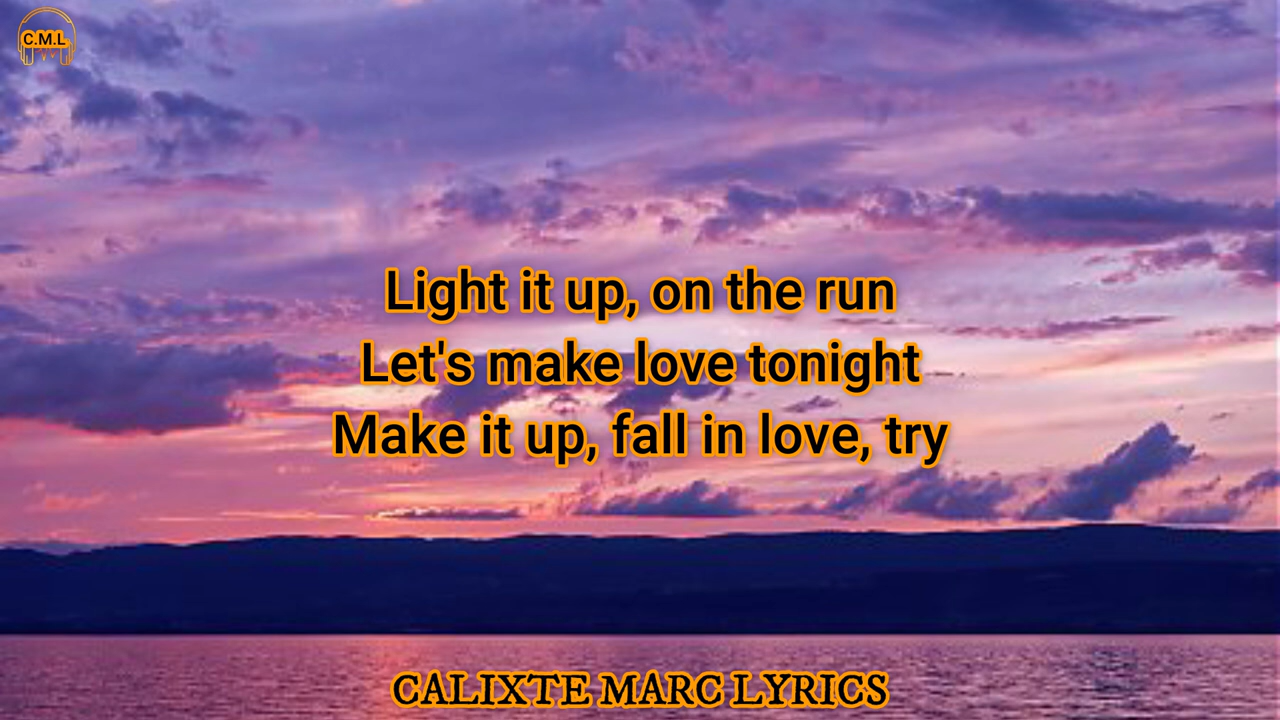 C.M.L
Light it up, on the run
Let's make love tonight
Make it up, fall in love, try
CALIXTE MARC LYRICS